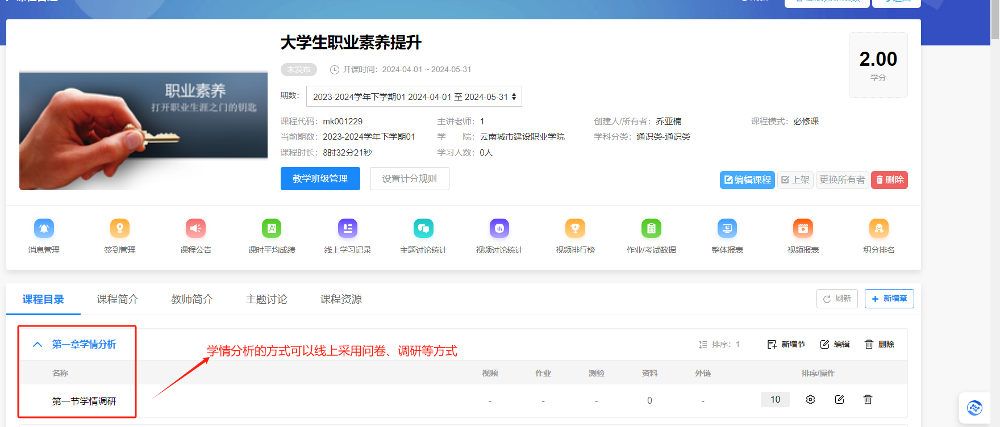 大学生职业素养提升
未发布 开课时间：2024-04-01 ~ 2024-05-31
2.00
学分
职业素养
打开职业生涯之门的钥匙
期数： 2023-2024学年下学期01 2024-04-01 至 2024-05-31
课程代码：mk001229 主讲老师：1 创建人/所有者：乔亚楠 课程模式：必修课
当前期数：2023-2024学年下学期01 学 院：云南城市建设职业学院 学科分类：通识类-通识类
课程时长：8时32分21秒 学习人数：0人
教学班级管理 设置计分规则 编辑课程 上架 更换所有者 删除
消息管理 签到管理 课程公告 课时平均成绩 线上学习记录 主题讨论统计 视频讨论统计 视频排行榜 作业/考试数据 整体报表 视频报表 积分排名
课程目录 课程简介 教师简介 主题讨论 课程资源 刷新 + 新增章
第一章学情分析 学情分析的方式可以线上采用问卷、调研等方式 排序：1 新增节 编辑 删除
名称 视频 作业 测验 资料 外链 排序/操作
第一节学情调研 - - - 0 - 10